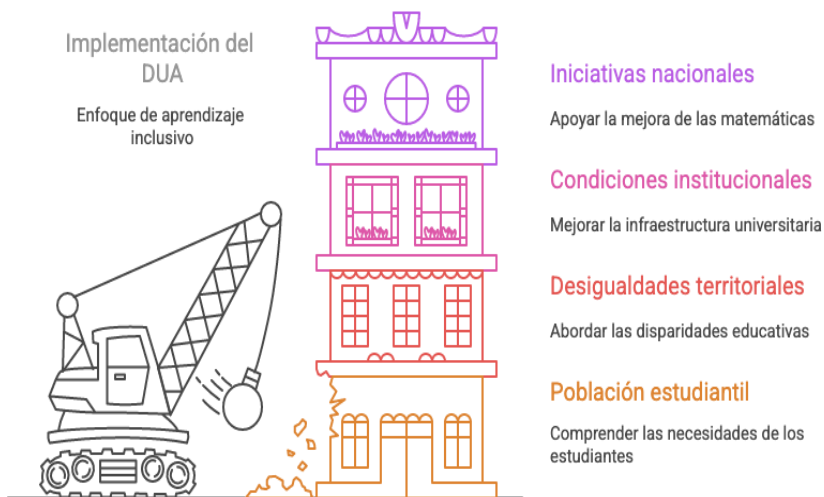 Implementación del
DUA
Enfoque de aprendizaje
inclusivo
Iniciativas nacionales
Apoyar la mejora de las matemáticas
Condiciones institucionales
Mejorar la infraestructura universitaria
Desigualdades territoriales
Abordar las disparidades educativas
Población estudiantil
Comprender las necesidades de los
estudiantes